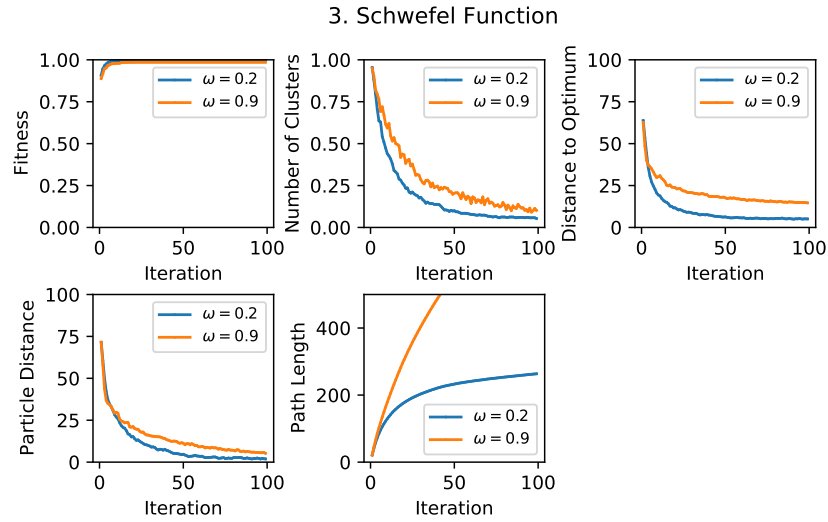 3. Schwefel Function
Fitness
1.00
0.75
0.50
0.25
0.00
ω = 0.2
ω = 0.9
0
50
100
Iteration
Number of Clusters
1.00
0.75
0.50
0.25
0.00
ω = 0.2
ω = 0.9
0
50
100
Iteration
Distance to Optimum
100
75
50
25
0
ω = 0.2
ω = 0.9
0
50
100
Iteration
Particle Distance
100
75
50
25
0
ω = 0.2
ω = 0.9
0
50
100
Iteration
Path Length
400
200
0
ω = 0.2
ω = 0.9
0
50
100
Iteration